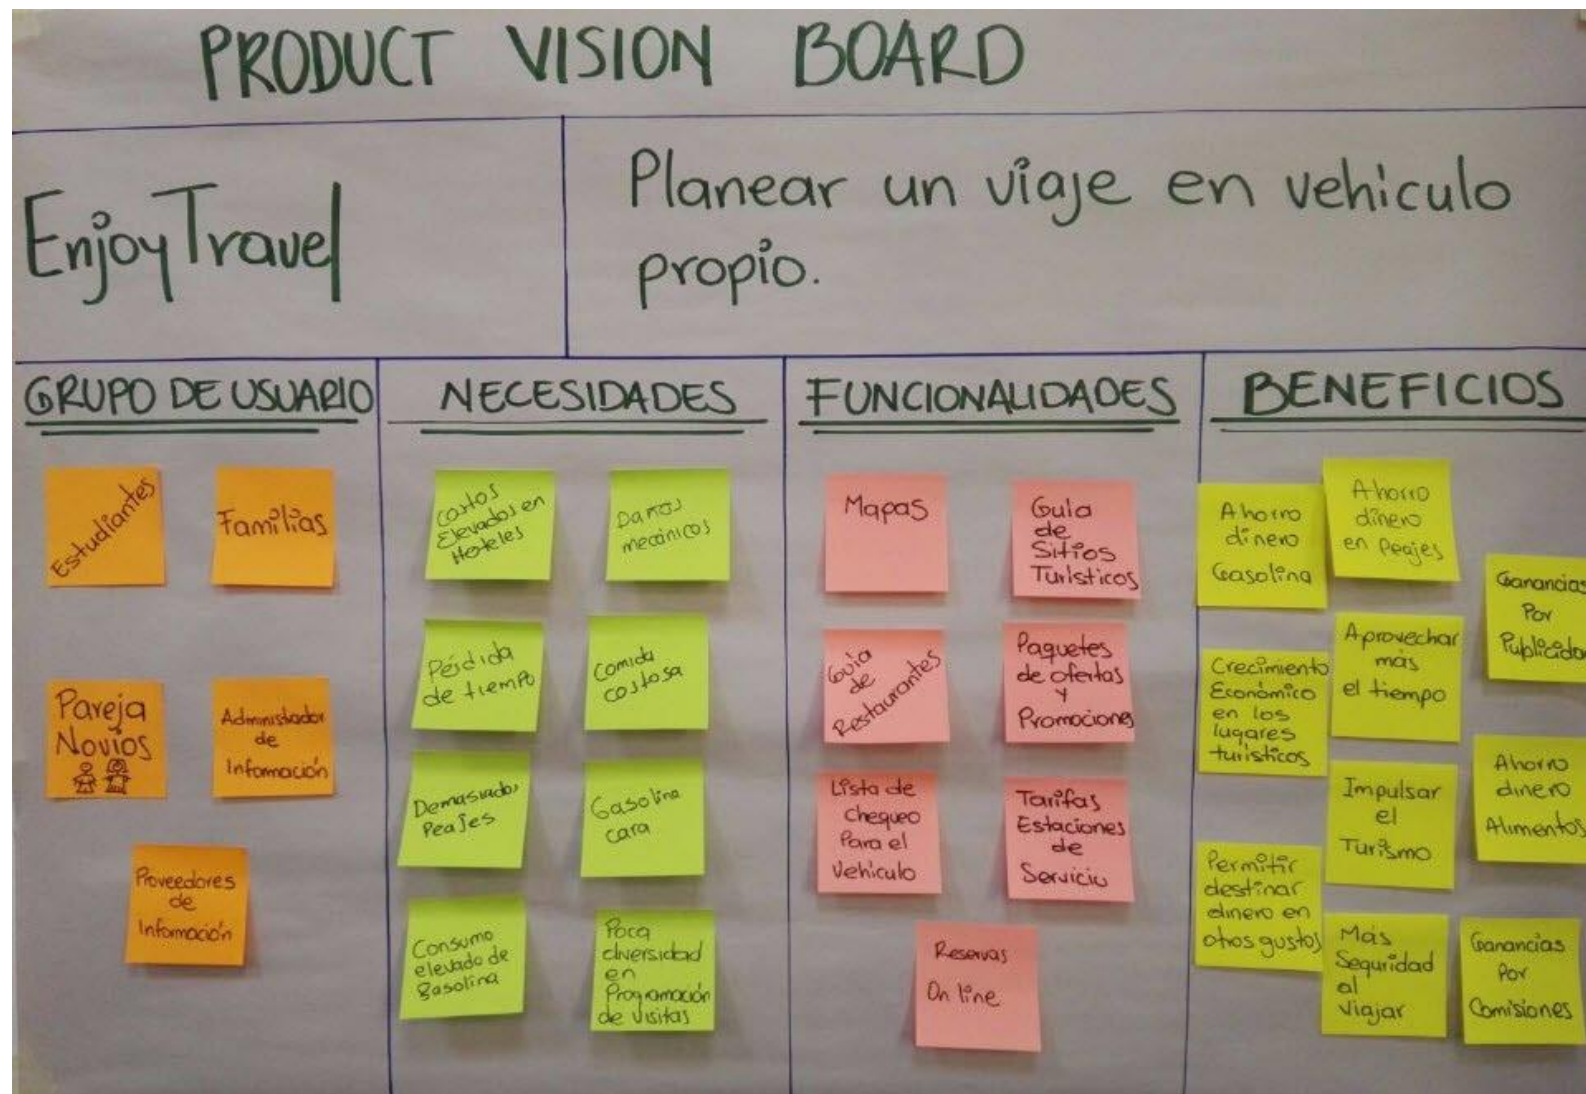 PRODUCT VISION BOARD
EnjoyTravel
Planear un viaje en vehiculo
propio.
GRUPO DE USUARIO
Estudiantes
Familias
Pareja
Novios
Administrador
de
Información
Proveedores
de
Información
NECESIDADES
Costos
Elevados en
Hoteles
Daños
mecánicos
Pérdida
de tiempo
Comida
costosa
Demasiados
Peajes
Gasolina
cara
Consumo
elevado de
gasolina
Poca
diversidad
en
Programación
de visitas
FUNCIONALIDADES
Mapas
Guía
de
Sitios
Turísticos
Guia
de
Restaurantes
Paquetes
de ofertas
y
Promociones
Lista de
chequeo
Para el
Vehiculo
Tarifas
Estaciones
de
Servicio
Reservas
On line
BENEFICIOS
Ahorro
dinero
Gasolina
Ahorro
dinero
en Peajes
Ganancias
Por
Publicidad
Crecimiento
Económico
en los
lugares
turísticos
Aprovechar
más
el tiempo
Ahorro
dinero
Alimentos
Impulsar
el
Turismo
Permitir
destinar
dinero en
otros gustos
Más
Seguridad
al
Viajar
Ganancias
Por
Comisiones